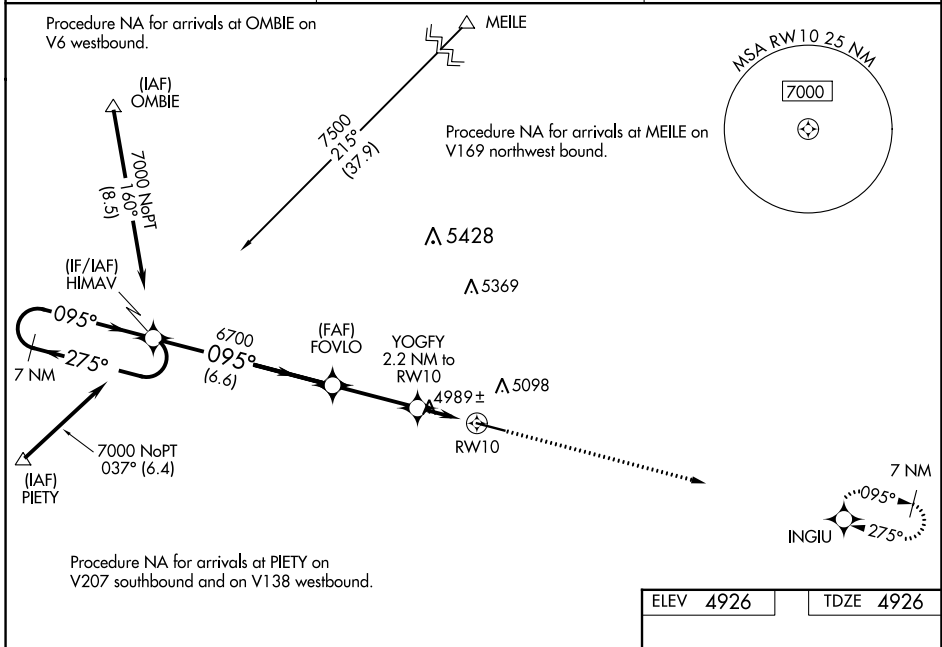 Procedure NA for arrivals at OMBIE on
V6 westbound.
MEILE
MSA RW10 25 NM
7000
(IAF)
OMBIE
7000 NoPT
160°
(8.5)
7500
215°
(37.9)
Procedure NA for arrivals at MEILE on
V169 northwest bound.
5428
5369
(IF/IAF)
HIMAV
095°
275°
7 NM
6700
095°
(6.6)
(FAF)
FOVLO
YOGFY
2.2 NM to
RW10
4989±
5098
RW10
7000 NoPT
037° (6.4)
(IAF)
PIETY
7 NM
095°
275°
INGIU
Procedure NA for arrivals at PIETY on
V207 southbound and on V138 westbound.
ELEV 4926
TDZE 4926